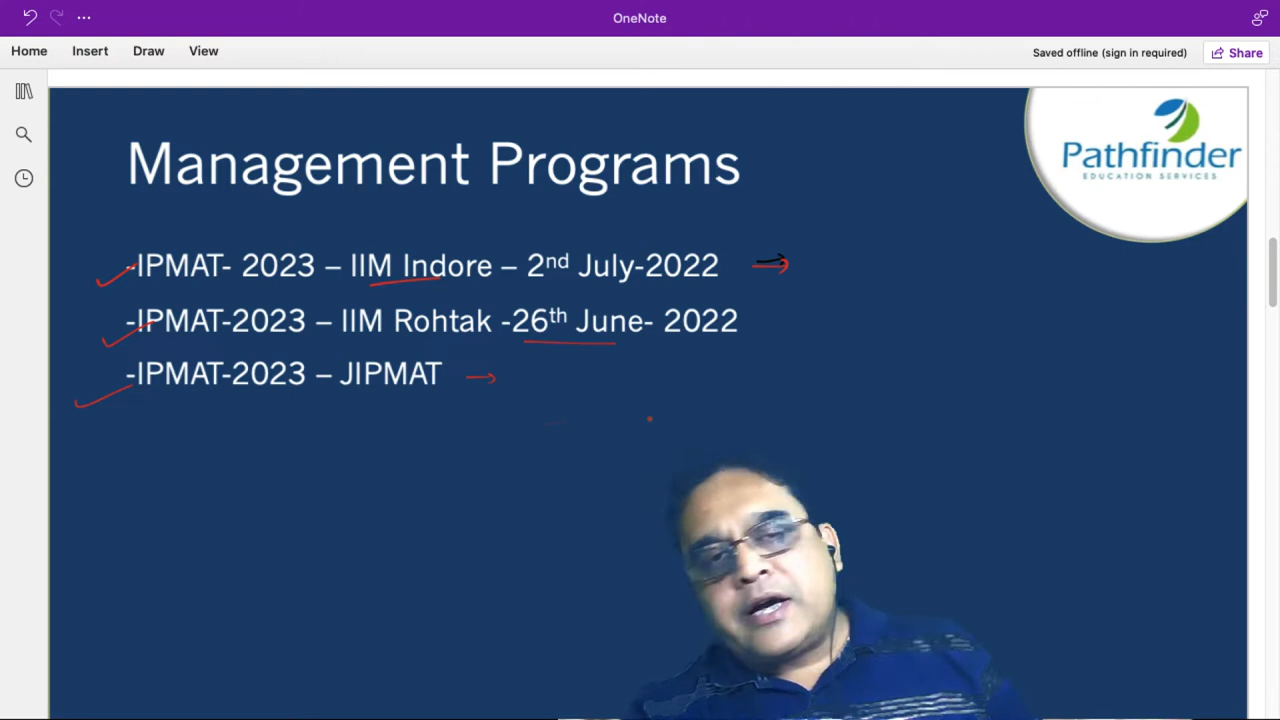 OneNote
Home Insert Draw View Saved offline (sign in required) Share
Management Programs
Pathfinder
EDUCATION SERVICES
-IPMAT- 2023 – IIM Indore – 2nd July-2022
-IPMAT-2023 – IIM Rohtak -26th June- 2022
-IPMAT-2023 – JIPMAT